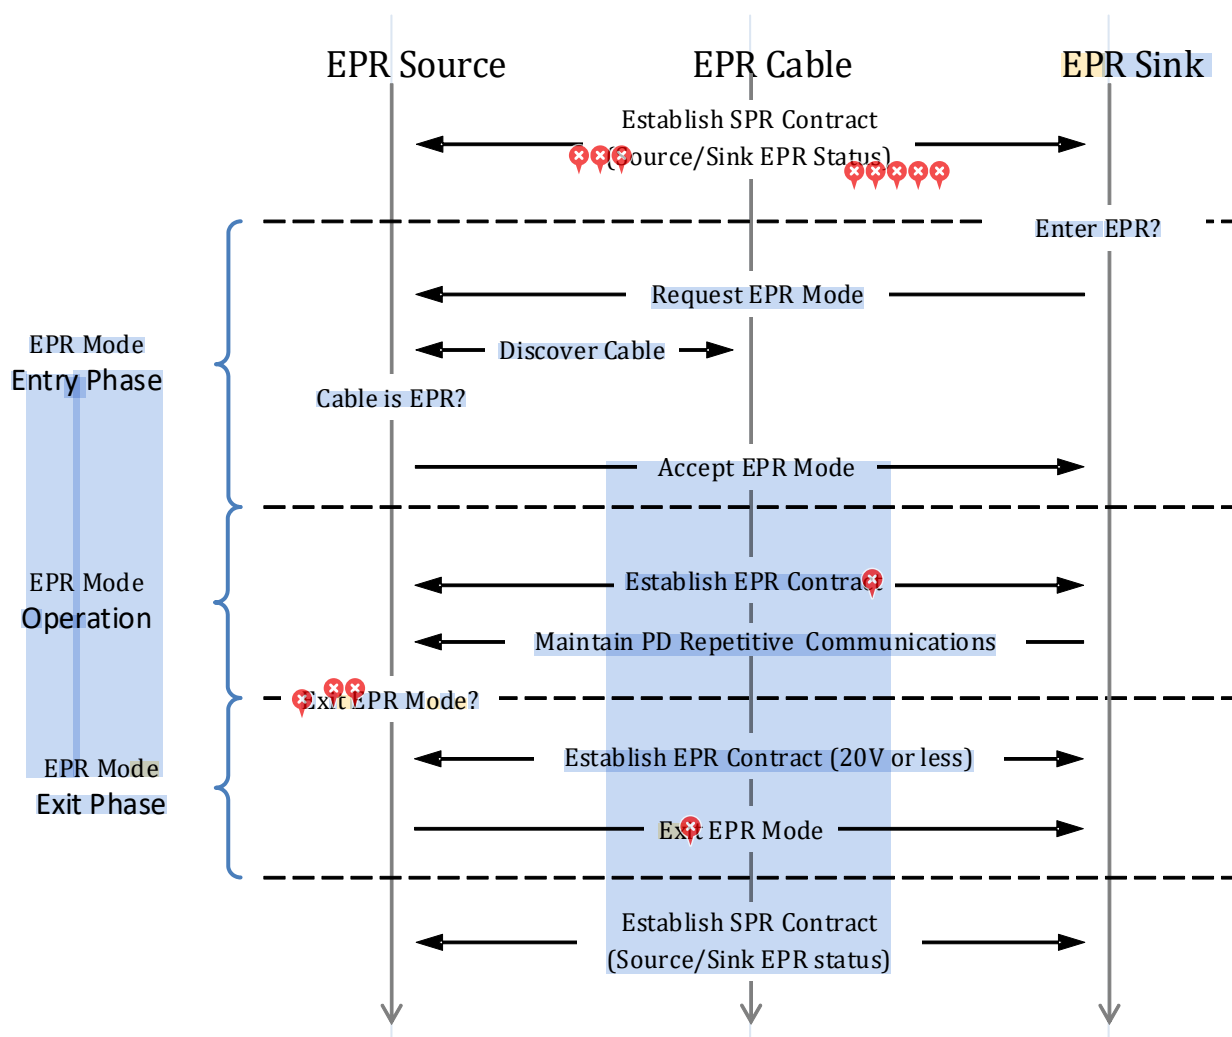 EPR Source
EPR Cable
EPR Sink
Establish SPR Contract
(Source/Sink EPR Status)
Enter EPR?
Request EPR Mode
EPR Mode
Entry Phase
Discover Cable
Cable is EPR?
Accept EPR Mode
EPR Mode
Operation
Establish EPR Contract
Maintain PD Repetitive Communications
Exit EPR Mode?
Establish EPR Contract (20V or less)
EPR Mode
Exit Phase
Exit EPR Mode
Establish SPR Contract
(Source/Sink EPR status)